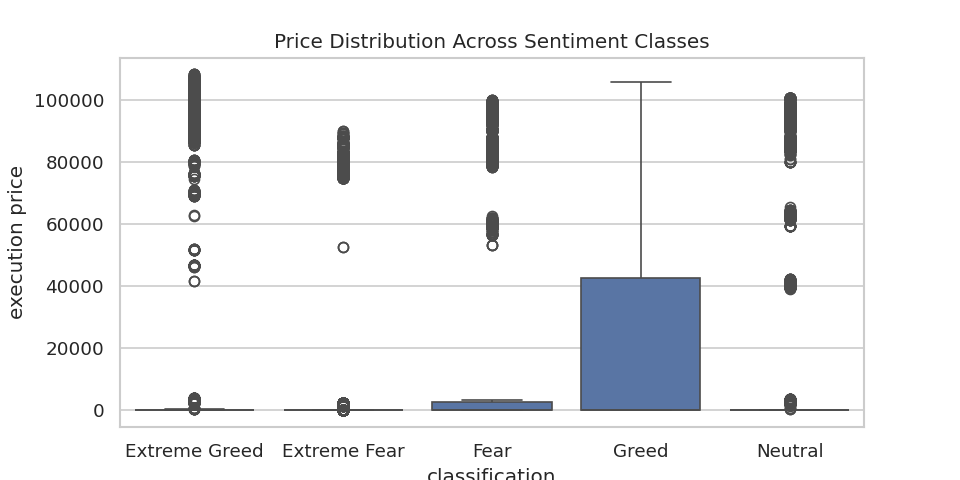 Price Distribution Across Sentiment Classes
execution price
100000
80000
60000
40000
20000
0
Extreme Greed Extreme Fear Fear Greed Neutral
classification